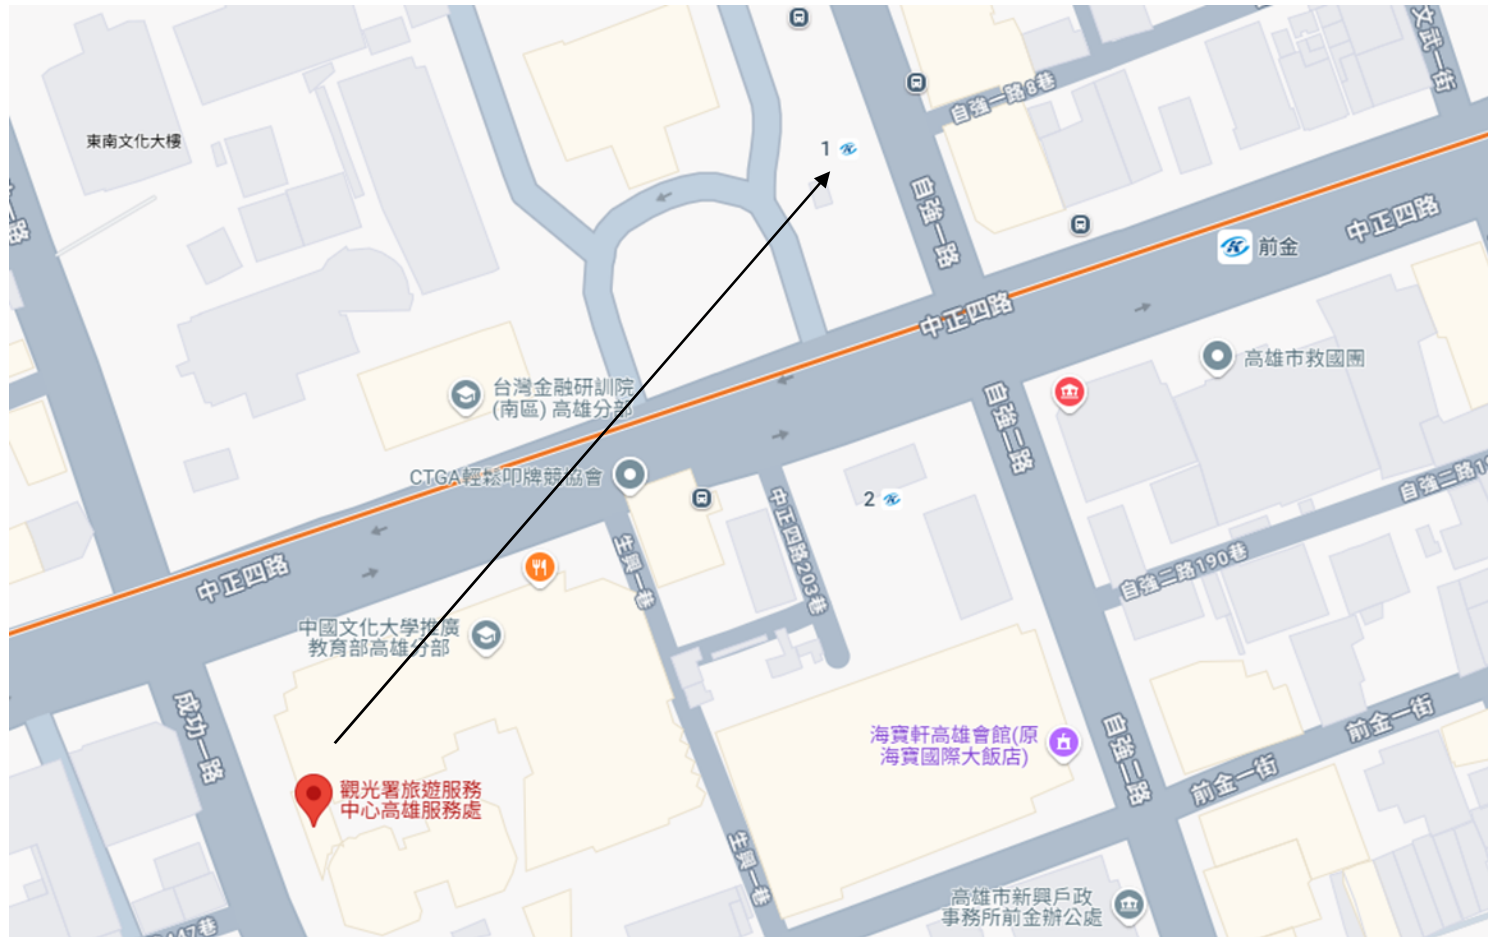 文武一街
自強一路8巷
東南文化大樓
1
自強一路
中正四路
前金
中正四路
高雄市救國團
台灣金融研訓院
(南區) 高雄分部
自強二路
CTGA輕鬆叩牌競協會
2
中正四路203巷
生興一巷
自強二路190巷
中正四路
中國文化大學推廣
教育部高雄分部
成功一路
海寶軒高雄會館(原
海寶國際大飯店)
自強二路
前金一街
前金一街
觀光署旅遊服務
中心高雄服務處
生興一巷
高雄市新興戶政
事務所前金辦公處